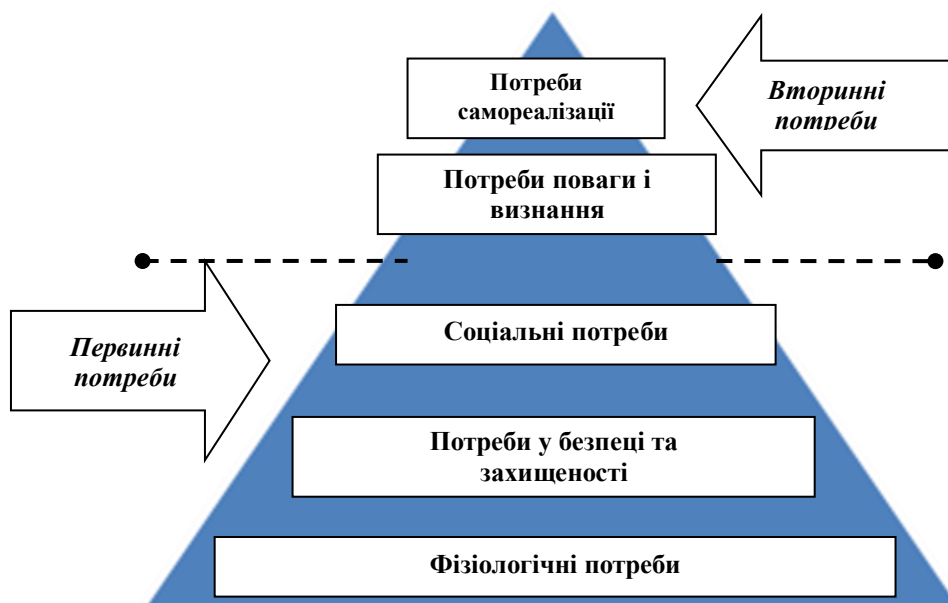 Потреби
самореалізації
Вторинні
потреби
Потреби поваги і
визнання
Соціальні потреби
Первинні
потреби
Потреби у безпеці та
захищеності
Фізіологічні потреби